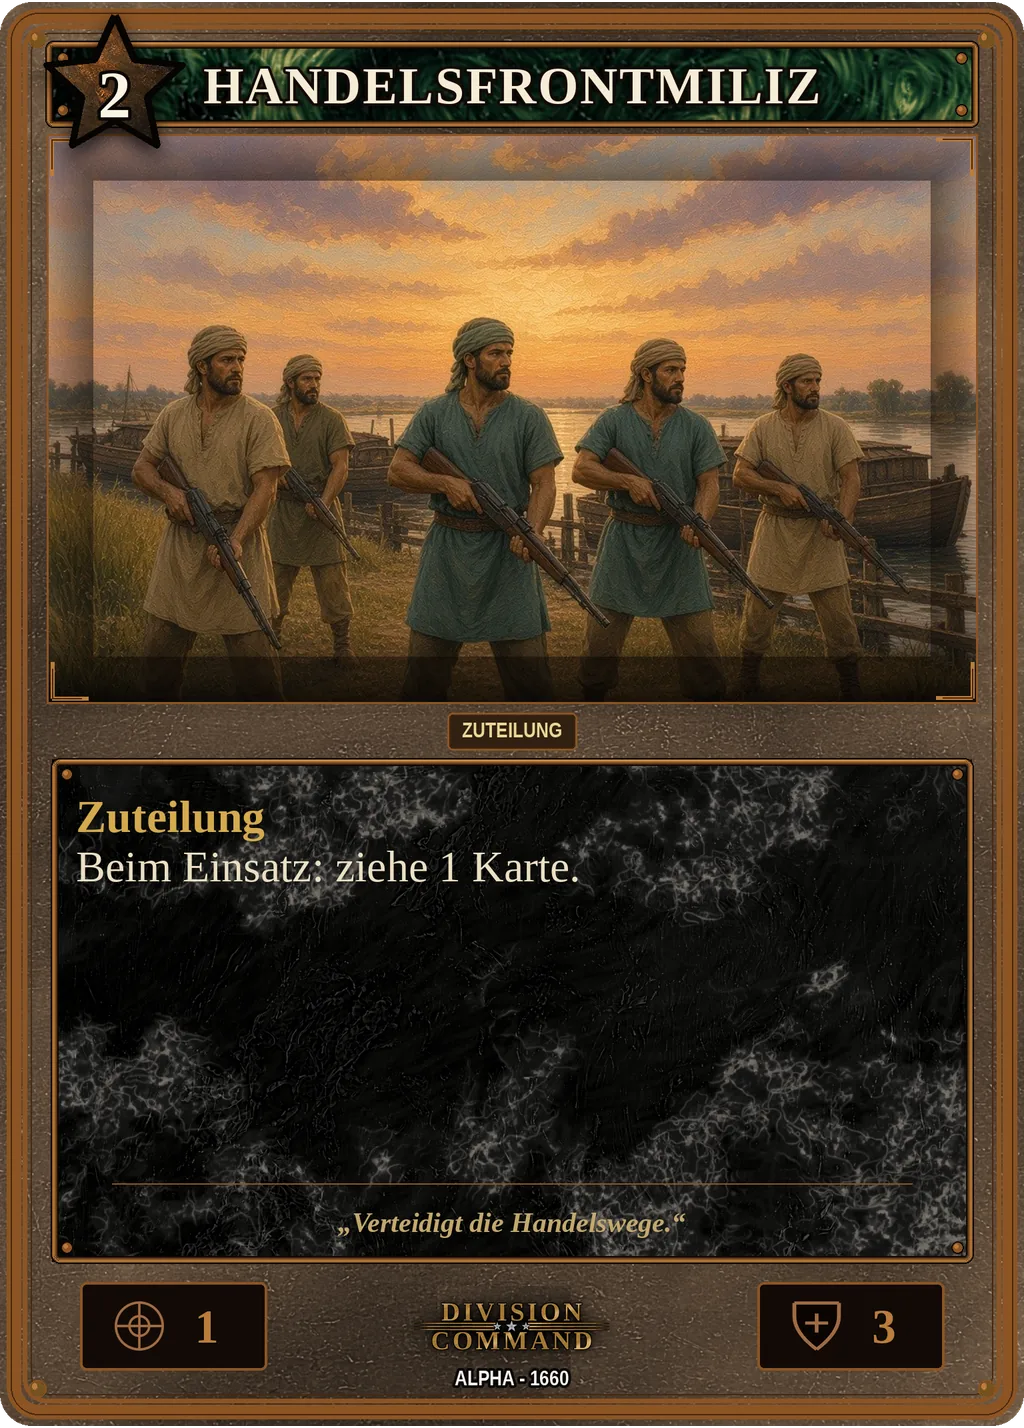 2
HANDELSFRONTMILIZ
ZUTEILUNG
Zuteilung
Beim Einsatz: ziehe 1 Karte.
„Verteidigt die Handelswege.“
1
DIVISION
COMMAND
3
ALPHA - 1660